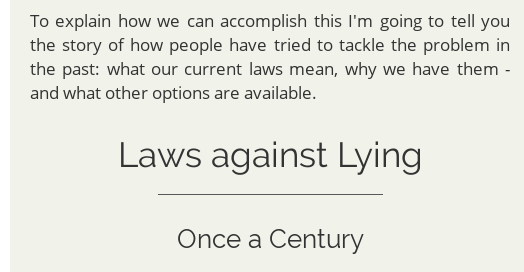 To explain how we can accomplish this I'm going to tell you
the story of how people have tried to tackle the problem in
the past: what our current laws mean, why we have them -
and what other options are available.
Laws against Lying
Once a Century